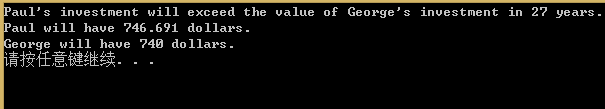 Paul's investment will exceed the value of George's investment in 27 years.
Paul will have 746.691 dollars.
George will have 740 dollars.
请按任意键继续. . .